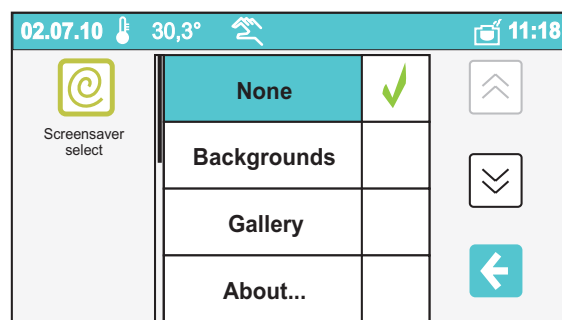 02.07.10 30,3° 11:18
Screensaver
select
None
Backgrounds
Gallery
About...